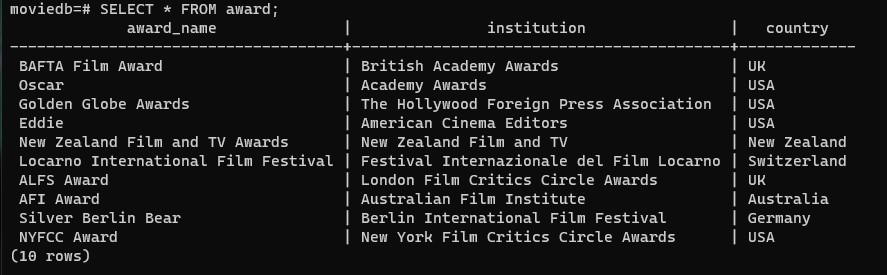 moviedb=# SELECT * FROM award;
            award_name               |               institution                |   country
-------------------------------------+------------------------------------------+-------------
 BAFTA Film Award                    | British Academy Awards                   | UK
 Oscar                               | Academy Awards                           | USA
 Golden Globe Awards                 | The Hollywood Foreign Press Association  | USA
 Eddie                               | American Cinema Editors                  | USA
 New Zealand Film and TV Awards      | New Zealand Film and TV                  | New Zealand
 Locarno International Film Festival | Festival Internazionale del Film Locarno | Switzerland
 ALFS Award                          | London Film Critics Circle Awards        | UK
 AFI Award                           | Australian Film Institute                | Australia
 Silver Berlin Bear                  | Berlin International Film Festival       | Germany
 NYFCC Award                         | New York Film Critics Circle Awards      | USA
(10 rows)